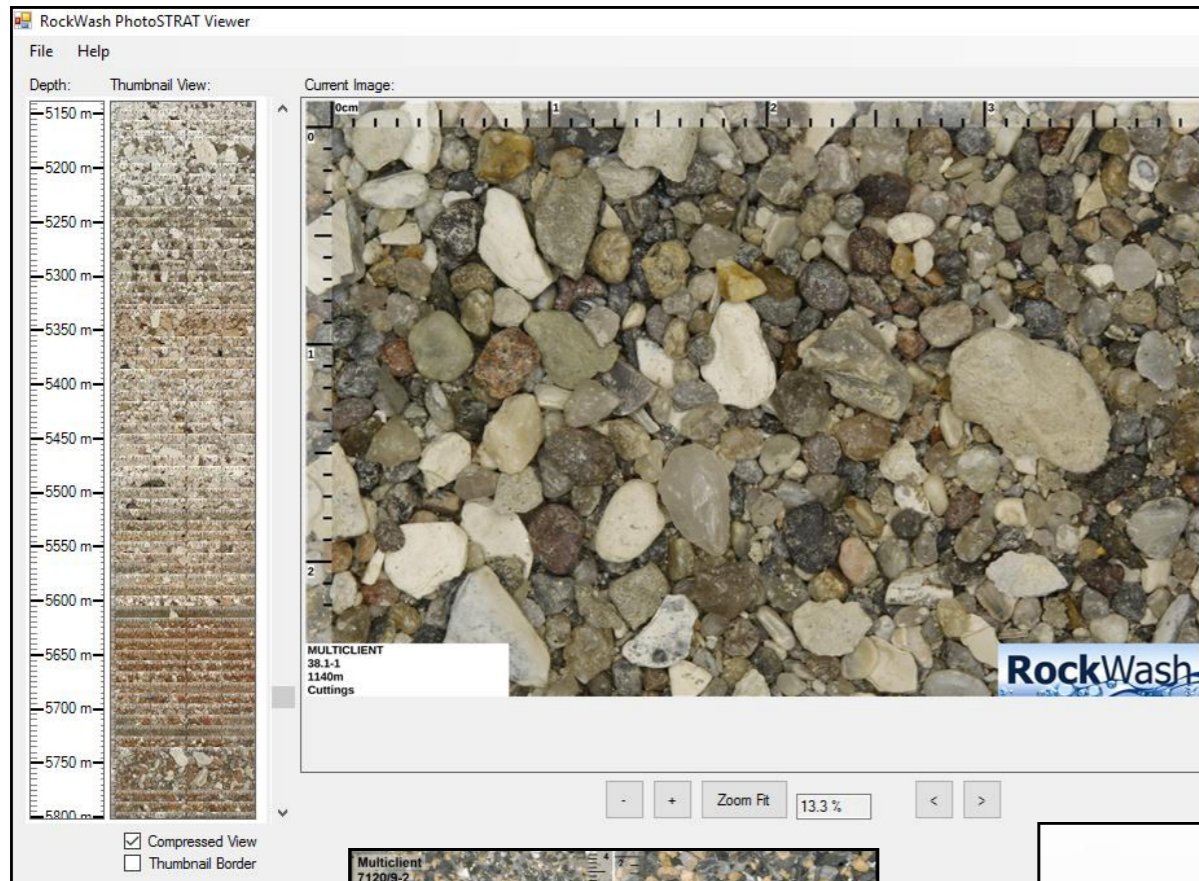 RockWash PhotoSTRAT Viewer
File Help
Depth: Thumbnail View: Current Image:
5150 m
5200 m
5250 m
5300 m
5350 m
5400 m
5450 m
5500 m
5550 m
5600 m
5650 m
5700 m
5750 m
5800 m
0cm 1 2 3
0
1
2
MULTICLIENT
38.1-1
1140m
Cuttings
RockWash
- + Zoom Fit 13.3 % < >
Compressed View
Thumbnail Border
Multiclient
7120/9-2
4